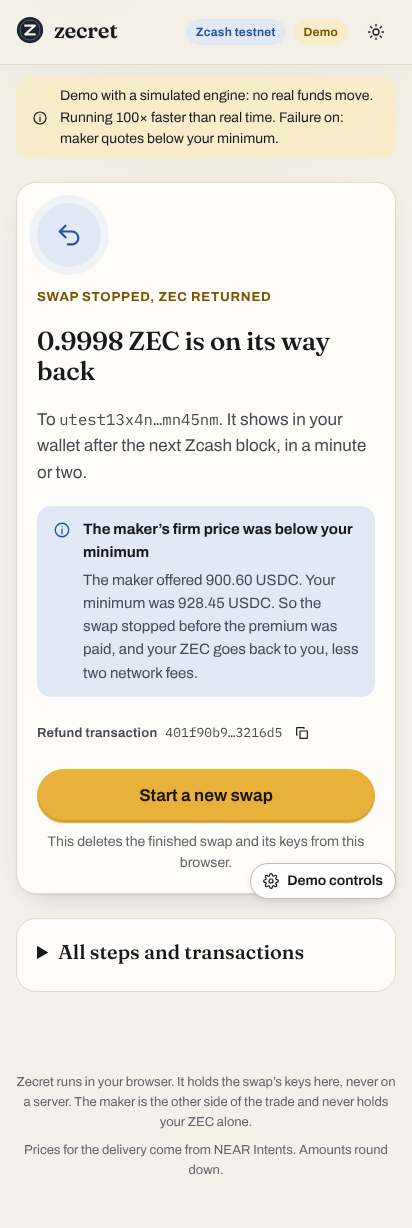 zecret
Zcash testnet
Demo
Demo with a simulated engine: no real funds move.
Running 100× faster than real time. Failure on:
maker quotes below your minimum.
SWAP STOPPED, ZEC RETURNED
0.9998 ZEC is on its way
back
To utest13x4n…mn45nm. It shows in your
wallet after the next Zcash block, in a minute
or two.
The maker’s firm price was below your
minimum
The maker offered 900.60 USDC. Your
minimum was 928.45 USDC. So the
swap stopped before the premium was
paid, and your ZEC goes back to you, less
two network fees.
Refund transaction 401f90b9…3216d5
Start a new swap
This deletes the finished swap and its keys from this
browser.
Demo controls
All steps and transactions
Zecret runs in your browser. It holds the swap’s keys here, never on
a server. The maker is the other side of the trade and never holds
your ZEC alone.
Prices for the delivery come from NEAR Intents. Amounts round
down.